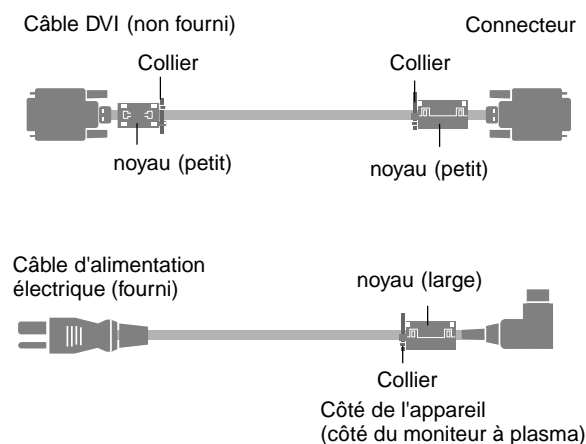 Câble DVI (non fourni)
Connecteur
Collier
Collier
noyau (petit)
noyau (petit)
Câble d'alimentation
électrique (fourni)
noyau (large)
Collier
Côté de l'appareil
(côté du moniteur à plasma)